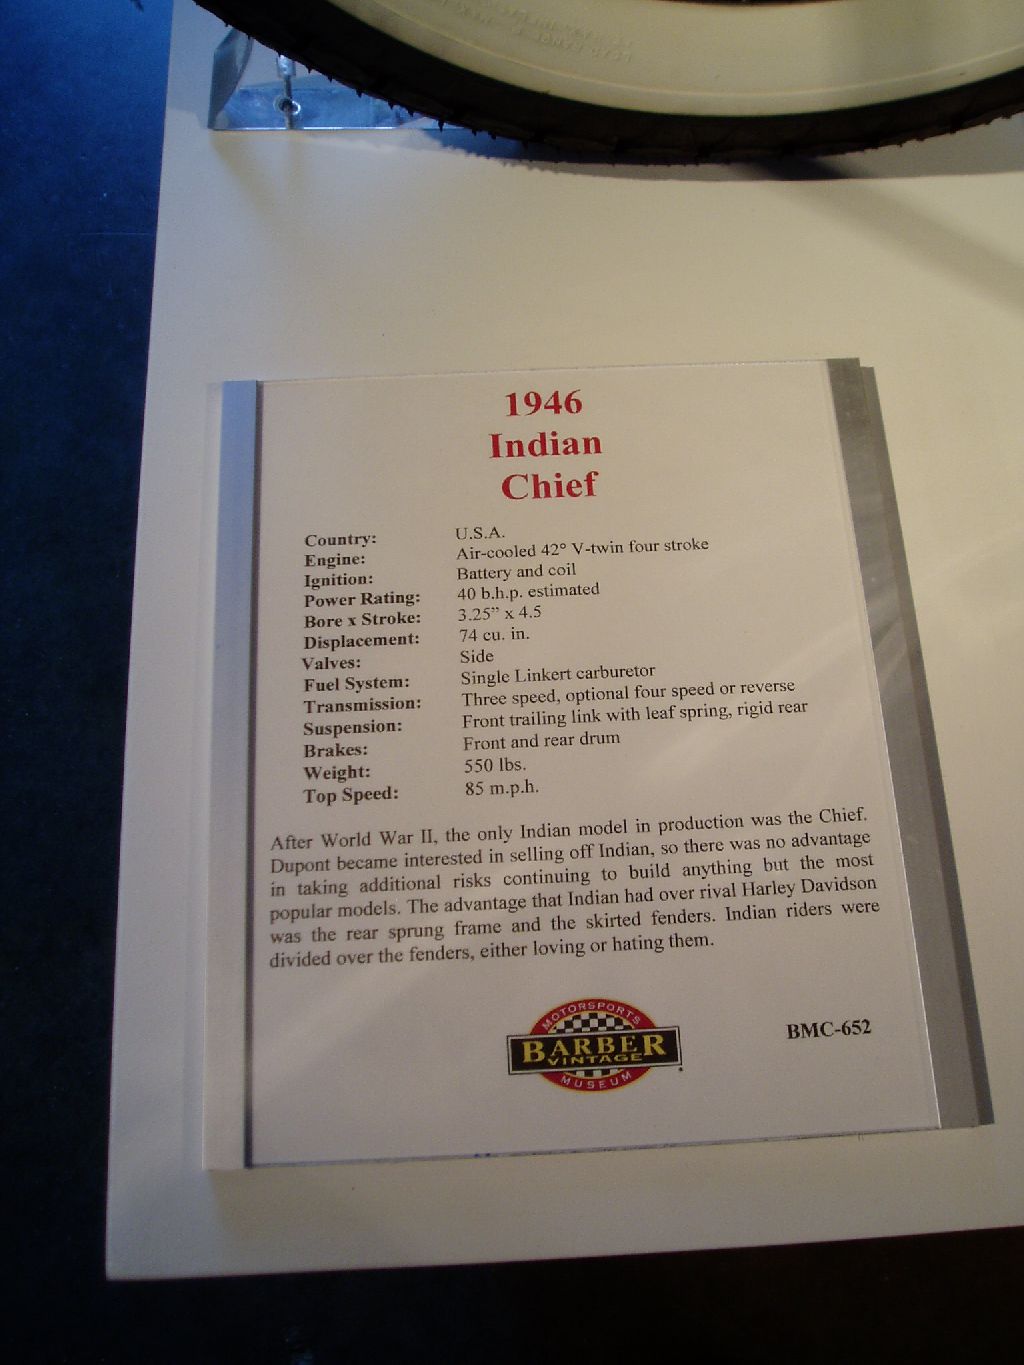 1946
Indian
Chief
Country: U.S.A.
Engine: Air-cooled 42° V-twin four stroke
Ignition: Battery and coil
Power Rating: 40 b.h.p. estimated
Bore x Stroke: 3.25” x 4.5
Displacement: 74 cu. in.
Valves: Side
Fuel System: Single Linkert carburetor
Transmission: Three speed, optional four speed or reverse
Suspension: Front trailing link with leaf spring, rigid rear
Brakes: Front and rear drum
Weight: 550 lbs.
Top Speed: 85 m.p.h.
After World War II, the only Indian model in production was the Chief.
Dupont became interested in selling off Indian, so there was no advantage
in taking additional risks continuing to build anything but the most
popular models. The advantage that Indian had over rival Harley Davidson
was the rear sprung frame and the skirted fenders. Indian riders were
divided over the fenders, either loving or hating them.
MOTORSPORTS
BARBER
VINTAGE
MUSEUM
BMC-652